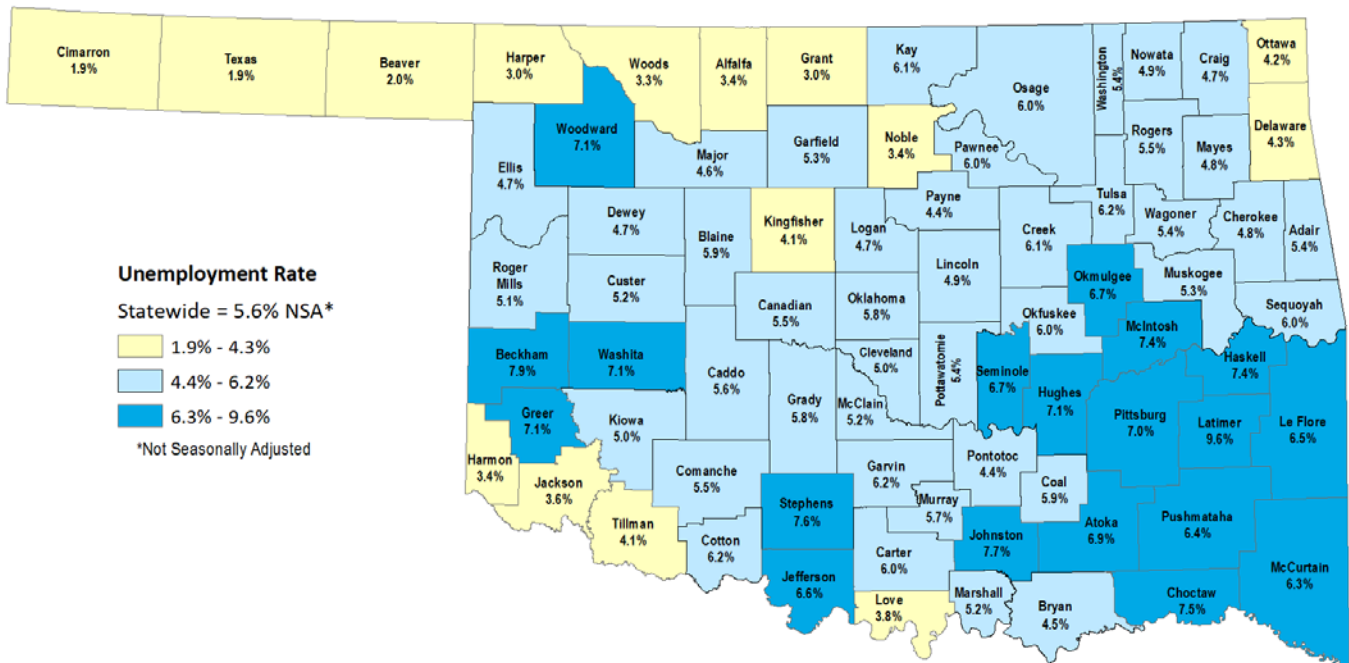 Cimarron
1.9%
Texas
1.9%
Beaver
2.0%
Harper
3.0%
Woods
3.3%
Alfalfa
3.4%
Grant
3.0%
Kay
6.1%
Osage
6.0%
Washington
5.4%
Nowata
4.9%
Craig
4.7%
Ottawa
4.2%
Woodward
7.1%
Ellis
4.7%
Major
4.6%
Garfield
5.3%
Noble
3.4%
Pawnee
6.0%
Rogers
5.5%
Mayes
4.8%
Delaware
4.3%
Dewey
4.7%
Blaine
5.9%
Kingfisher
4.1%
Logan
4.7%
Payne
4.4%
Creek
6.1%
Tulsa
6.2%
Wagoner
5.4%
Cherokee
4.8%
Adair
5.4%
Roger
Mills
5.1%
Custer
5.2%
Canadian
5.5%
Oklahoma
5.8%
Lincoln
4.9%
Okfuskee
6.0%
Okmulgee
6.7%
Muskogee
5.3%
Sequoyah
6.0%
Unemployment Rate
Statewide = 5.6% NSA*
1.9% - 4.3%
4.4% - 6.2%
6.3% - 9.6%
*Not Seasonally Adjusted
Beckham
7.9%
Washita
7.1%
Caddo
5.6%
Grady
5.8%
McClain
5.2%
Cleveland
5.0%
Pottawatomie
5.4%
Seminole
6.7%
Hughes
7.1%
McIntosh
7.4%
Haskell
7.4%
Pittsburg
7.0%
Latimer
9.6%
Le Flore
6.5%
Greer
7.1%
Kiowa
5.0%
Harmon
3.4%
Jackson
3.6%
Tillman
4.1%
Comanche
5.5%
Cotton
6.2%
Stephens
7.6%
Jefferson
6.6%
Garvin
6.2%
Murray
5.7%
Pontotoc
4.4%
Coal
5.9%
Carter
6.0%
Love
3.8%
Johnston
7.7%
Marshall
5.2%
Atoka
6.9%
Bryan
4.5%
Pushmataha
6.4%
Choctaw
7.5%
McCurtain
6.3%